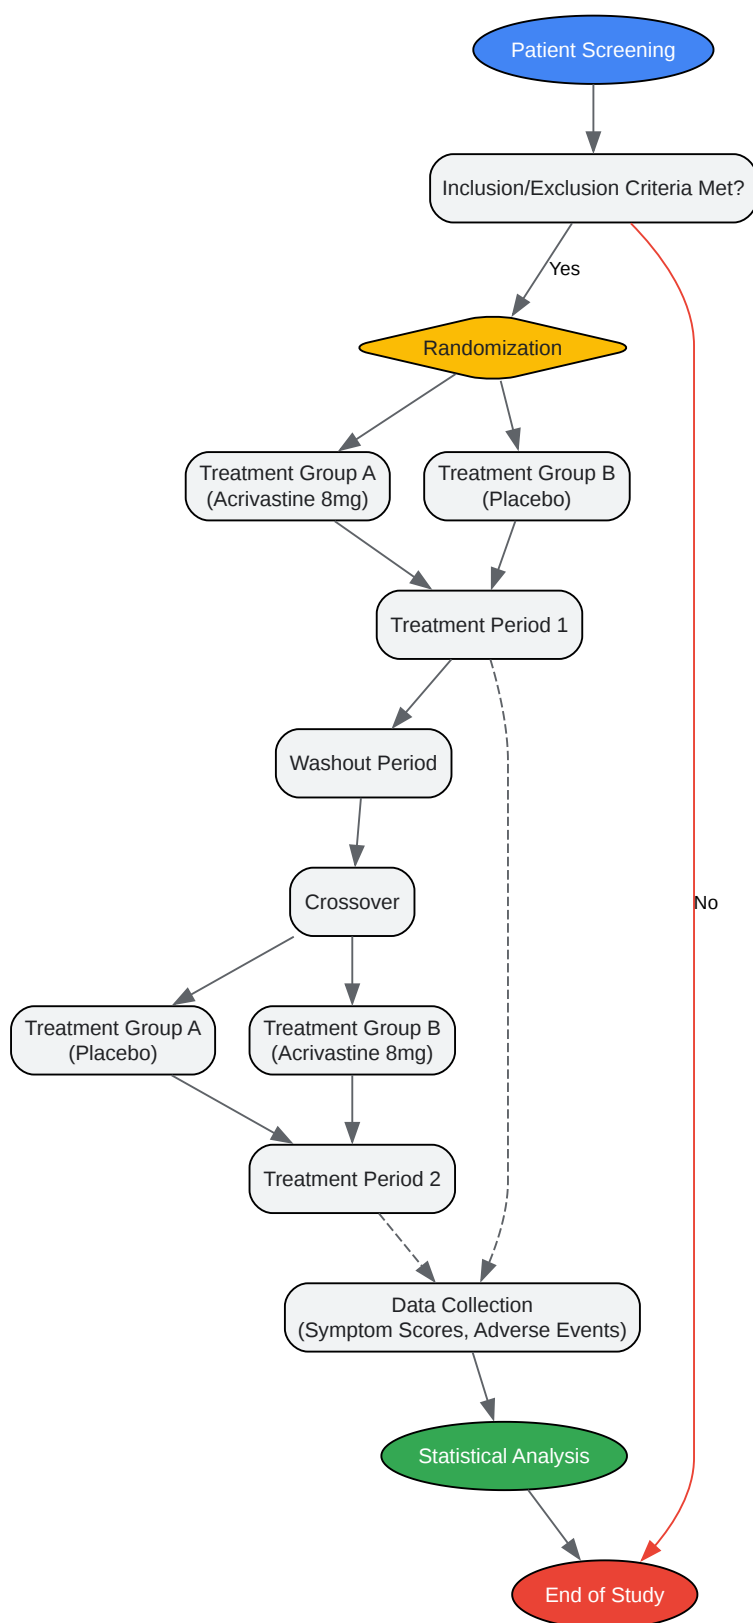 Patient Screening
Inclusion/Exclusion Criteria Met?
Yes
Randomization
Treatment Group A
(Acrivastine 8mg)
Treatment Group B
(Placebo)
Treatment Period 1
Washout Period
Crossover
No
Treatment Group A
(Placebo)
Treatment Group B
(Acrivastine 8mg)
Treatment Period 2
Data Collection
(Symptom Scores, Adverse Events)
Statistical Analysis
End of Study